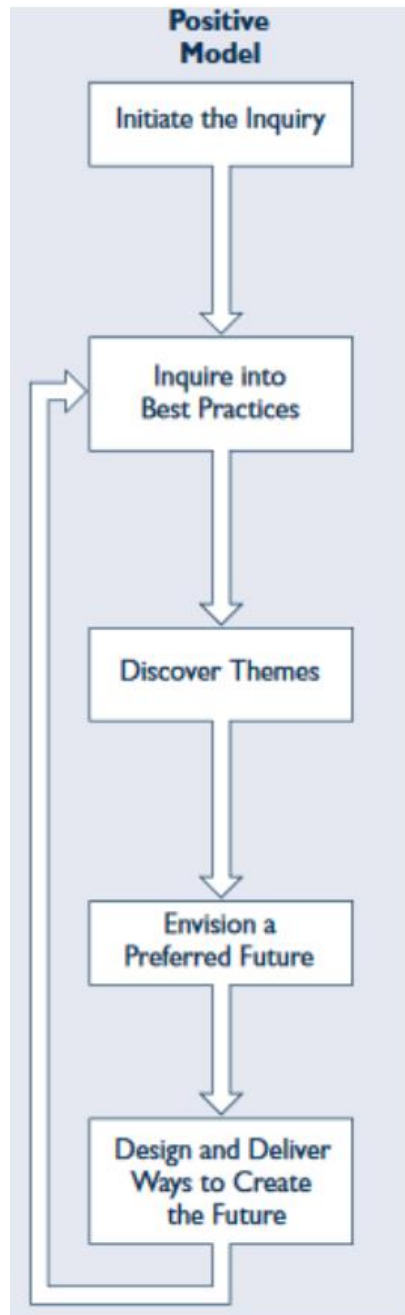 Positive
Model
Initiate the Inquiry
Inquire into
Best Practices
Discover Themes
Envision a
Preferred Future
Design and Deliver
Ways to Create
the Future